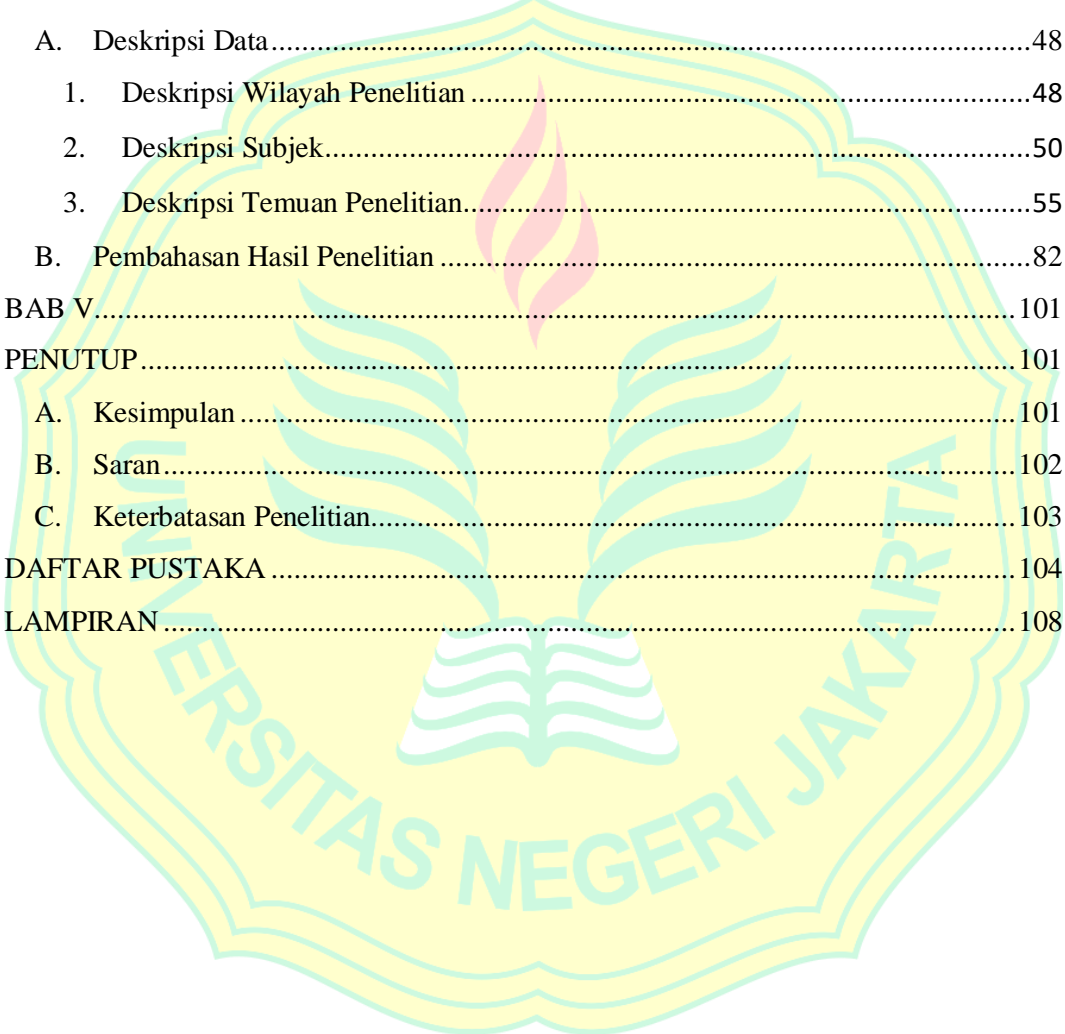 A. Deskripsi Data ........ 48
1. Deskripsi Wilayah Penelitian ........ 48
2. Deskripsi Subjek ........ 50
3. Deskripsi Temuan Penelitian ........ 55
B. Pembahasan Hasil Penelitian ........ 82
BAB V ........ 101
PENUTUP ........ 101
A. Kesimpulan ........ 101
B. Saran ........ 102
C. Keterbatasan Penelitian ........ 103
DAFTAR PUSTAKA ........ 104
LAMPIRAN ........ 108
UNIVERSITAS NEGERI JAKARTA